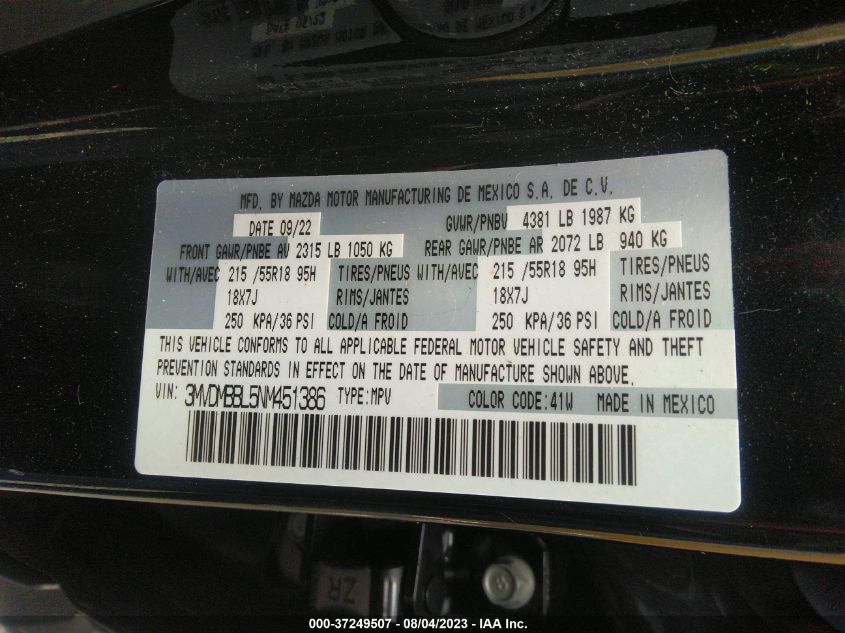 MFD. BY MAZDA MOTOR MANUFACTURING DE MEXICO S.A. DE C.V.
DATE 09/22 GVWR/PNBV 4381 LB 1987 KG
FRONT GAWR/PNBE AV 2315 LB 1050 KG REAR GAWR/PNBE AR 2072 LB 940 KG
WITH/AVEC 215 /55R18 95H TIRES/PNEUS WITH/AVEC 215 /55R18 95H TIRES/PNEUS
18X7J RIMS/JANTES 18X7J RIMS/JANTES
250 KPA/36 PSI COLD/A FROID 250 KPA/36 PSI COLD/A FROID
THIS VEHICLE CONFORMS TO ALL APPLICABLE FEDERAL MOTOR VEHICLE SAFETY AND THEFT
PREVENTION STANDARDS IN EFFECT ON THE DATE OF MANUFACTURE SHOWN ABOVE.
VIN: 3MVDMBBL5NM451386 TYPE:MPV COLOR CODE:41W MADE IN MEXICO
ZR
000-37249507 - 08/04/2023 - IAA Inc.